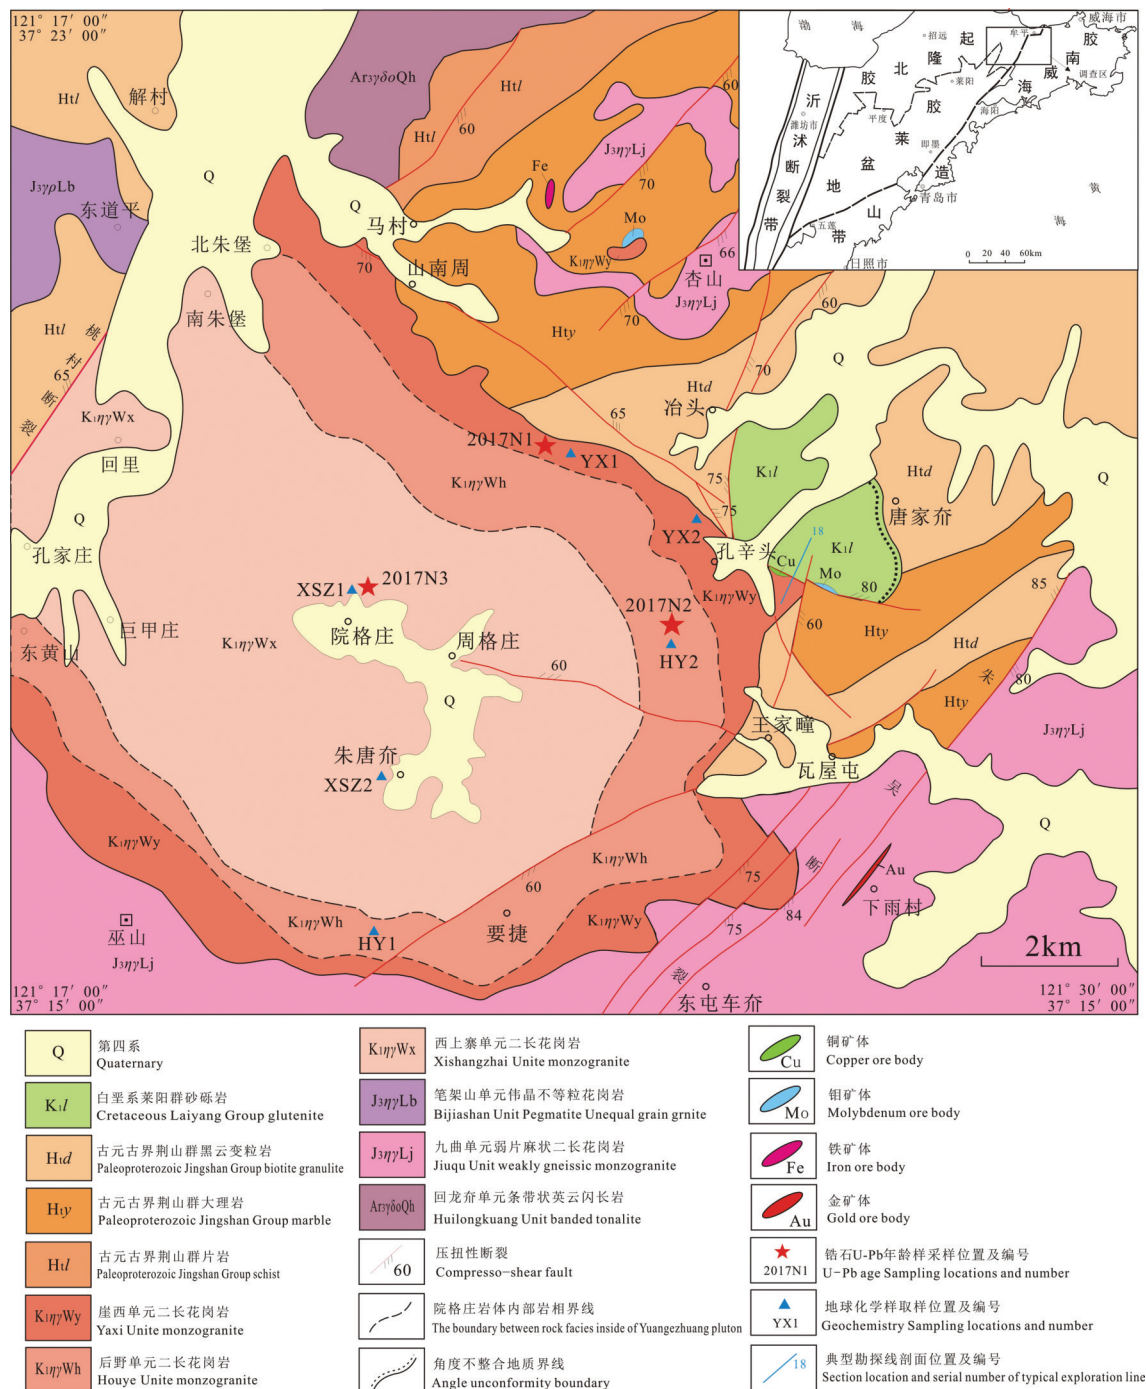 121° 17′ 00″
37° 23′ 00″
Htl
解村
Ar3γδoQh
Htl
60
60
J3ηγLj
J3γρLb
东道平
Q
Q
马村
Fe
70
Mo
K1ηγWy
66
杏山
J3ηγLj
北朱堡
70
山南周
南朱堡
Htl
桃
村
断
裂
65
Hty
70
60
Q
70
Htd
冶头
65
K1ηγWx
回里
2017N1
YX1
K1ηγWh
75
K1l
Htd
Q
唐家夼
75
YX2
孔辛头
18
K1l
Cu
Mo
80
Q
孔家庄
XSZ1
2017N3
院格庄
2017N2
K1ηγWy
HY2
85
60
Hty
Htd
巨甲庄
东黄山
K1ηγWx
周格庄
60
朱
80
Hty
Q
王家疃
J3ηγLj
朱唐夼
XSZ2
瓦屋屯
吴
Q
J3ηγLj
K1ηγWy
K1ηγWh
60
75
断
Au
下雨村
巫山
J3ηγLj
K1ηγWh
HY1
要捷
K1ηγWy
84
75
裂
2km
东屯车夼
121° 17′ 00″
37° 15′ 00″
121° 30′ 00″
37° 15′ 00″
渤 海
威海市
招远
牟平
起
隆
北
胶
胶
南
威
海
调查区
莱阳
沂
沭
断
裂
带
潍坊市
平度
胶
莱
盆
地
海阳
即墨
造
山
带
青岛市
五莲
日照市
黄
海
0 20 40 60km
Q
第四系
Quaternary
K1l
白垩系莱阳群砂砾岩
Cretaceous Laiyang Group glutenite
Htd
古元古界荆山群黑云变粒岩
Paleoproterozoic Jingshan Group biotite granulite
Hty
古元古界荆山群大理岩
Paleoproterozoic Jingshan Group marble
Htl
古元古界荆山群片岩
Paleoproterozoic Jingshan Group schist
K1ηγWy
崖西单元二长花岗岩
Yaxi Unite monzogranite
K1ηγWh
后野单元二长花岗岩
Houye Unite monzogranite
K1ηγWx
西上寨单元二长花岗岩
Xishangzhai Unite monzogranite
J3ηγLb
笔架山单元伟晶不等粒花岗岩
Bijiashan Unit Pegmatite Unequal grain grnite
J3ηγLj
九曲单元弱片麻状二长花岗岩
Jiuqu Unit weakly gneissic monzogranite
Ar3γδoQh
回龙夼单元条带状英云闪长岩
Huilongkuang Unit banded tonalite
60
压扭性断裂
Compresso-shear fault
院格庄岩体内部岩相界线
The boundary between rock facies inside of Yuangezhuang pluton
角度不整合地质界线
Angle unconformity boundary
Cu
铜矿体
Copper ore body
Mo
钼矿体
Molybdenum ore body
Fe
铁矿体
Iron ore body
Au
金矿体
Gold ore body
2017N1
锆石U-Pb年龄样采样位置及编号
U-Pb age Sampling locations and number
YX1
地球化学样取样位置及编号
Geochemistry Sampling locations and number
18
典型勘探线剖面位置及编号
Section location and serial number of typical exploration line